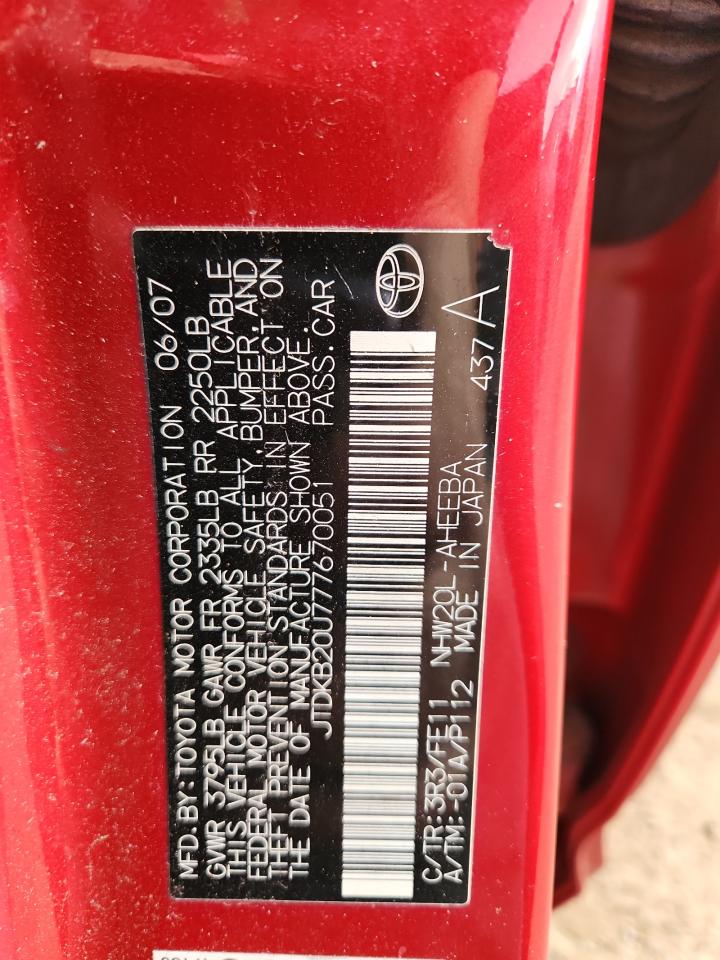 MFD.BY:TOYOTA MOTOR CORPORATION 06/07
GVWR 3795LB GAWR FR 2335LB RR 2250LB
THIS VEHICLE CONFORMS TO ALL APPLICABLE
FEDERAL MOTOR VEHICLE SAFETY, BUMPER, AND
THEFT PREVENTION STANDARDS IN EFFECT ON
THE DATE OF MANUFACTURE SHOWN ABOVE.
JTDKB20U777670051 PASS.CAR
C/TR:3R3/FE11 NHW20L-AHEEBA
A/TM:-01A/P112 MADE IN JAPAN 437 A